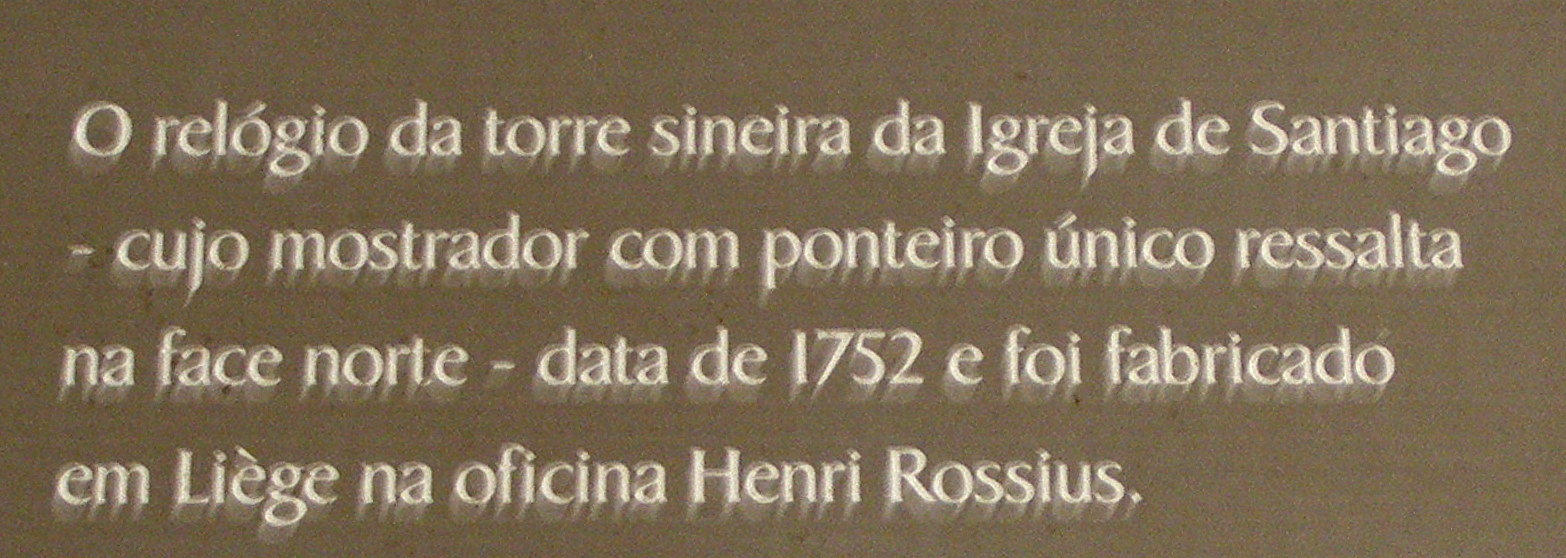 O relógio da torre sineira da Igreja de Santiago
- cujo mostrador com ponteiro único ressalta
na face norte - data de 1752 e foi fabricado
em Liège na oficina Henri Rossius.